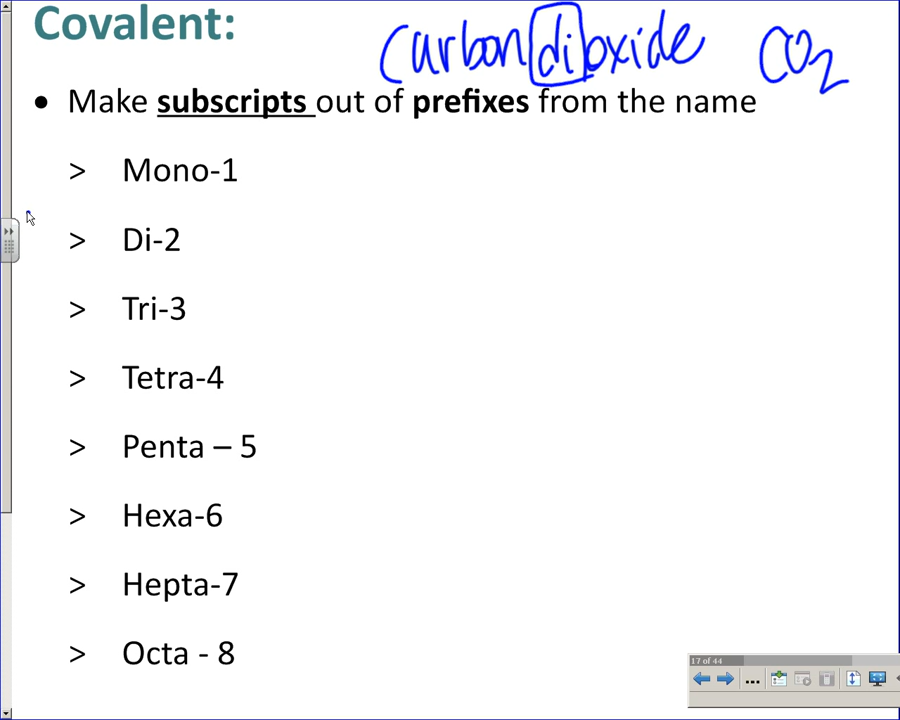 Covalent:
Carbon dioxide CO2
• Make subscripts out of prefixes from the name
> Mono-1
> Di-2
> Tri-3
> Tetra-4
> Penta – 5
> Hexa-6
> Hepta-7
> Octa - 8
17 of 44
...